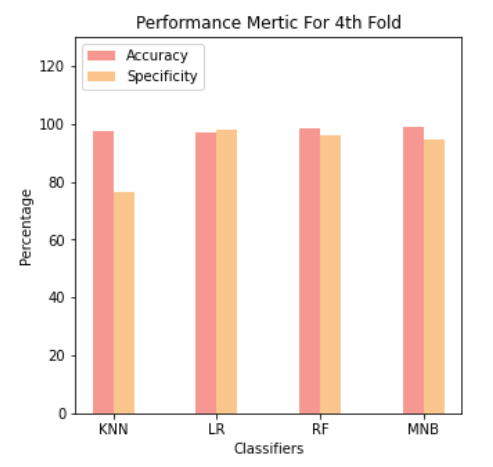 Performance Mertic For 4th Fold
Accuracy
Specificity
120
100
80
60
40
20
0
Percentage
KNN LR RF MNB
Classifiers